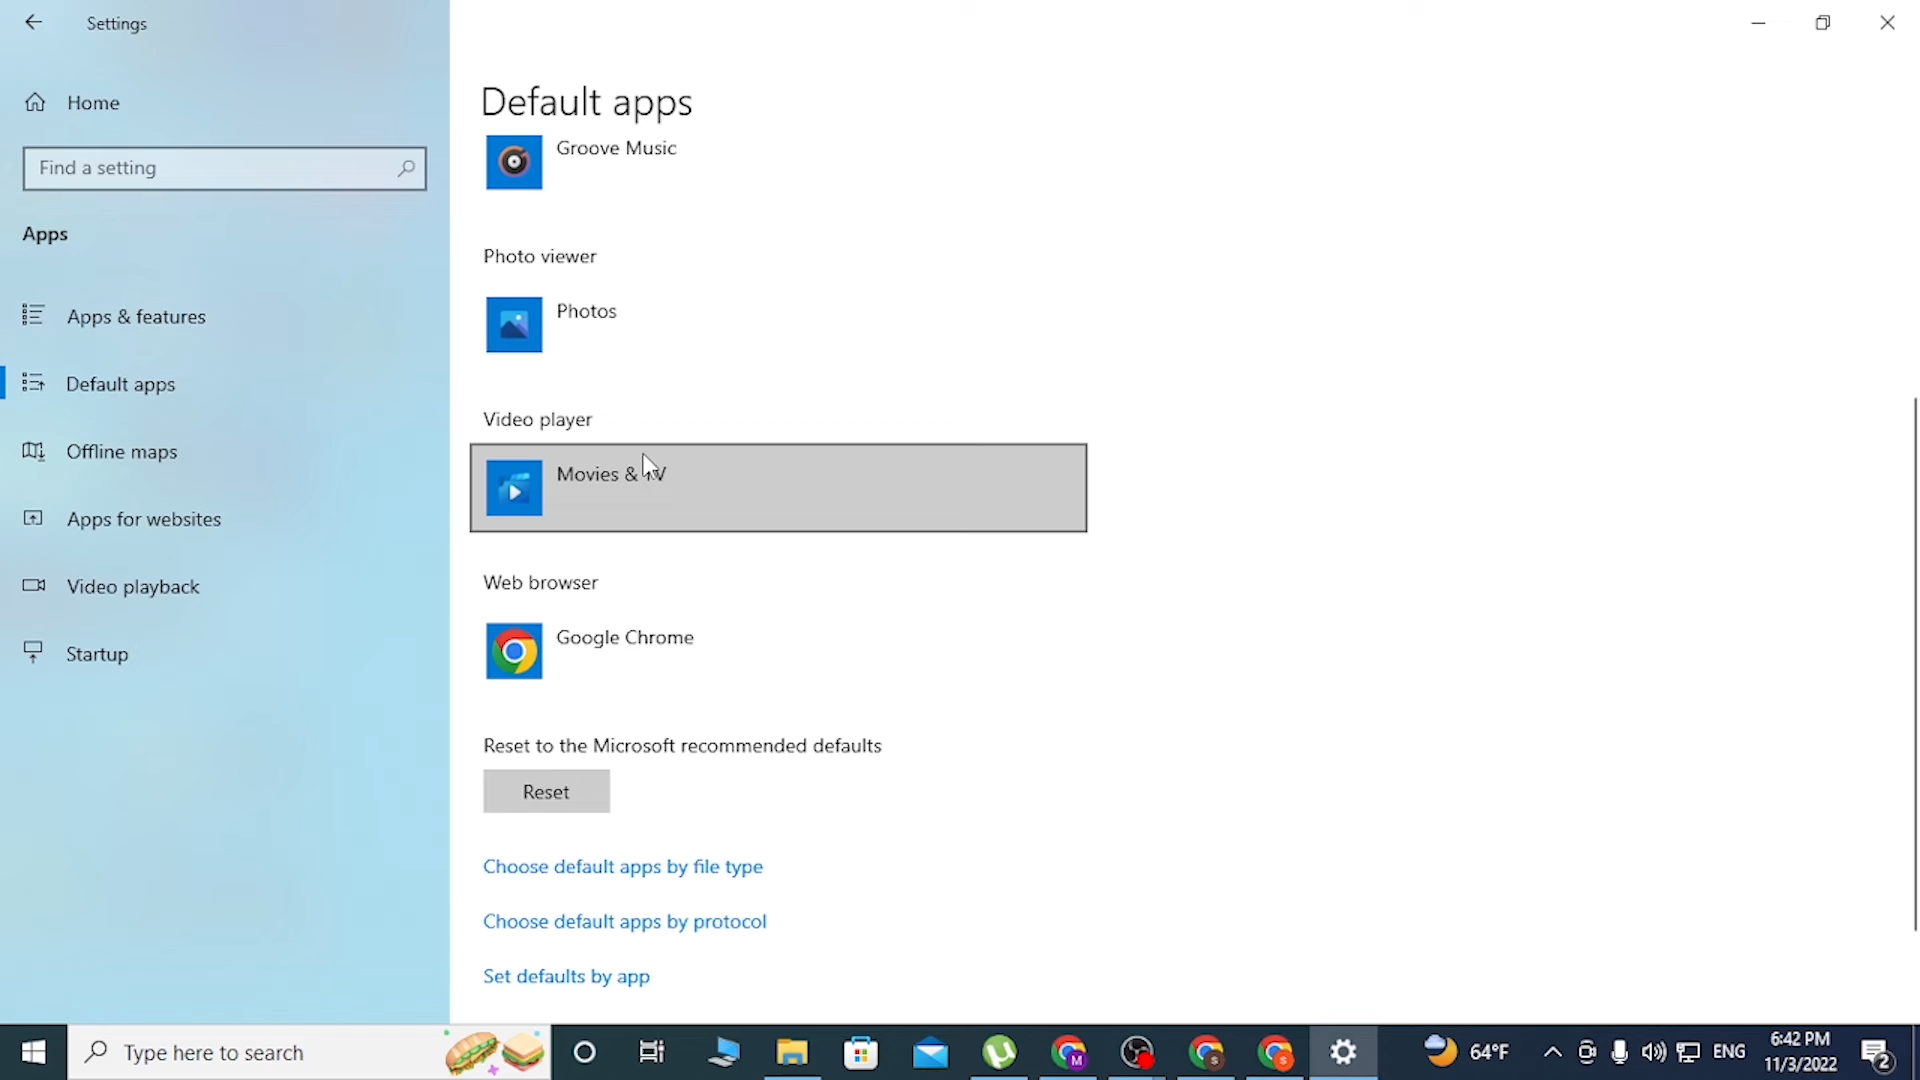 Settings
Home
Find a setting
Apps
Apps & features
Default apps
Offline maps
Apps for websites
Video playback
Startup
Default apps
Groove Music
Photo viewer
Photos
Video player
Movies & TV
Web browser
Google Chrome
Reset to the Microsoft recommended defaults
Reset
Choose default apps by file type
Choose default apps by protocol
Set defaults by app
Type here to search
M
S
S
64°F
ENG
6:42 PM
11/3/2022
2